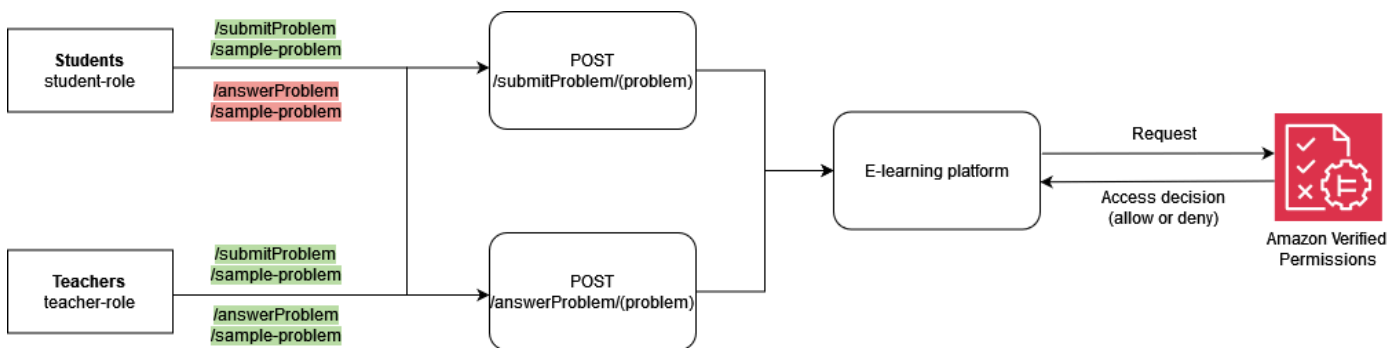 Students
student-role
/submitProblem
/sample-problem
/answerProblem
/sample-problem
POST
/submitProblem/(problem)
Teachers
teacher-role
/submitProblem
/sample-problem
/answerProblem
/sample-problem
POST
/answerProblem/(problem)
E-learning platform
Request
Access decision
(allow or deny)
Amazon Verified
Permissions